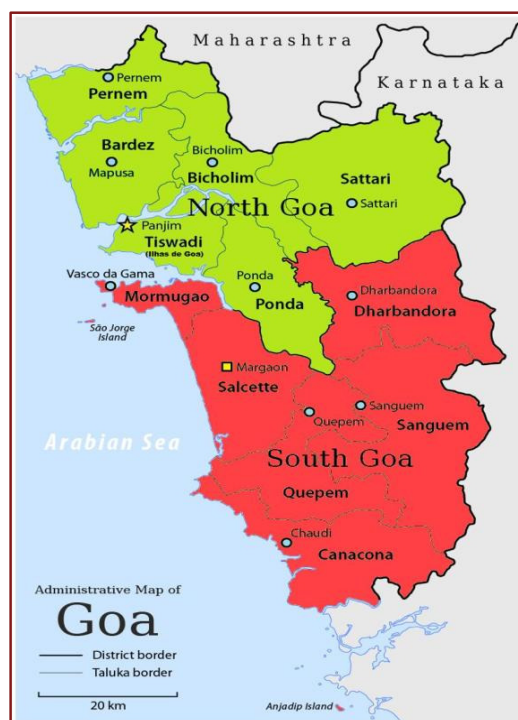 Maharashtra
Karnataka
Pernem
Pernem
Bardez
Mapusa
Bicholim
Bicholim
Sattari
Sattari
North Goa
Panjim
Tiswadi
(Ilhas de Goa)
Ponda
Ponda
Vasco da Gama
Mormugao
São Jorge
Island
Dharbandora
Dharbandora
Margaon
Salcette
Sanguem
Sanguem
Quepem
Arabian Sea
South Goa
Quepem
Chaudi
Canacona
Administrative Map of
Goa
District border
Taluka border
20 km
Anjadip Island